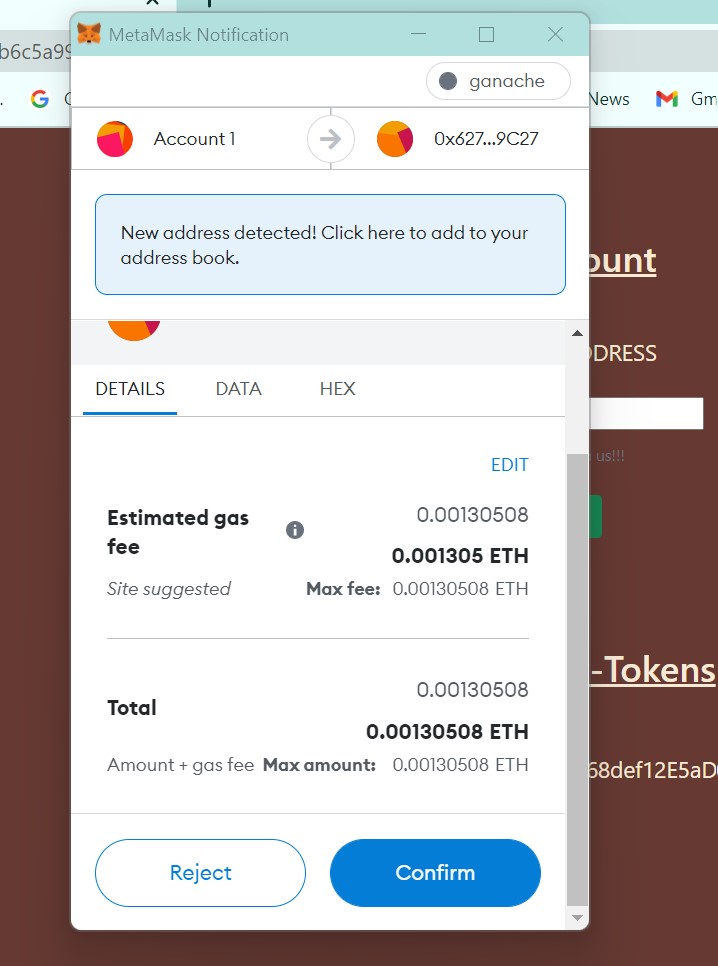 MetaMask Notification
b6c5a99
ganache
News
Account 1
0x627...9C27
New address detected! Click here to add to your
address book.
DETAILS
DATA
HEX
EDIT
us!!!
Estimated gas
fee
0.00130508
0.001305 ETH
Site suggested
Max fee: 0.00130508 ETH
-Tokens
Total
0.00130508
0.00130508 ETH
Amount + gas fee Max amount: 0.00130508 ETH
68def12E5aD
Reject
Confirm